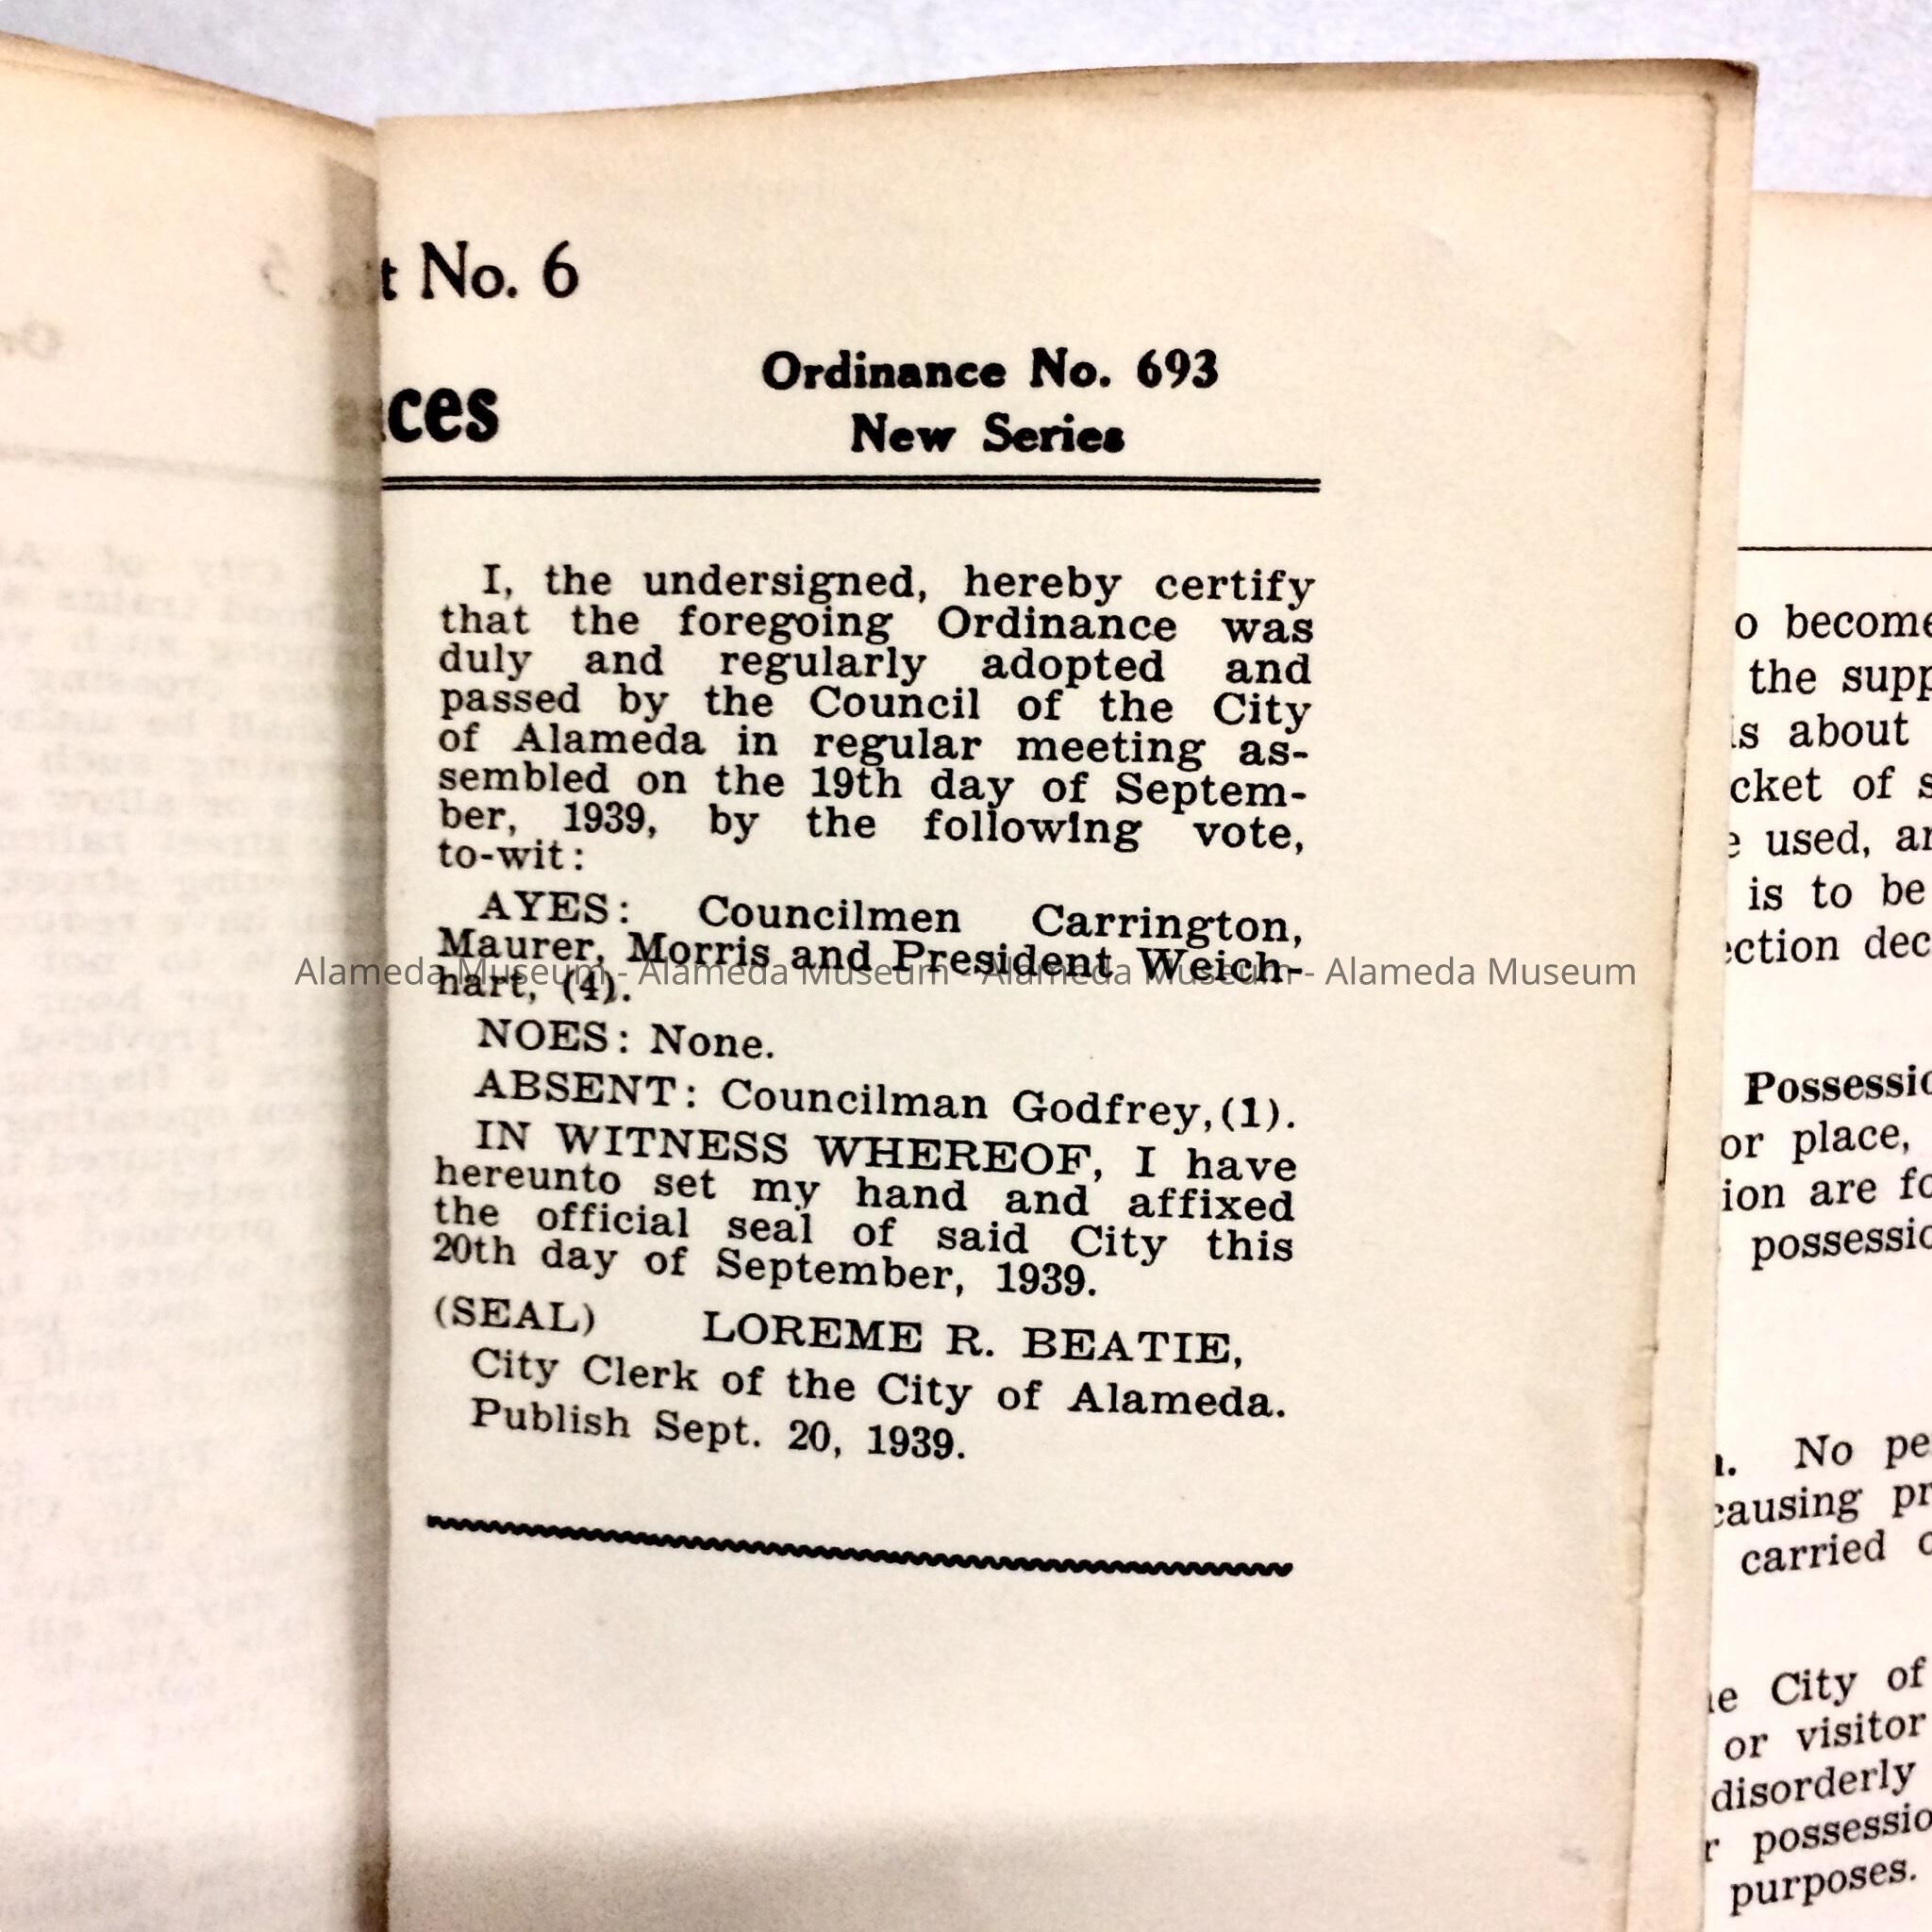 t No. 6
ces
Ordinance No. 693
New Series
I, the undersigned, hereby certify
that the foregoing Ordinance was
duly and regularly adopted and
passed by the Council of the City
of Alameda in regular meeting as-
sembled on the 19th day of Septem-
ber, 1939, by the following vote,
to-wit:
AYES: Councilmen Carrington,
Maurer, Morris and President Weich-
hart, (4).
NOES: None.
ABSENT: Councilman Godfrey,(1).
IN WITNESS WHEREOF, I have
hereunto set my hand and affixed
the official seal of said City this
20th day of September, 1939.
(SEAL) LOREME R. BEATIE,
City Clerk of the City of Alameda.
Publish Sept. 20, 1939.
Alameda Museum - Alameda Museum - Alameda Museum - Alameda Museum
o become
the supp
is about
cket of s
e used, ar
is to be
ection dec
Possessio
or place,
ion are fo
possessio
n. No pe
causing pr
carried o
he City of
or visitor
disorderly
r possessio
purposes.